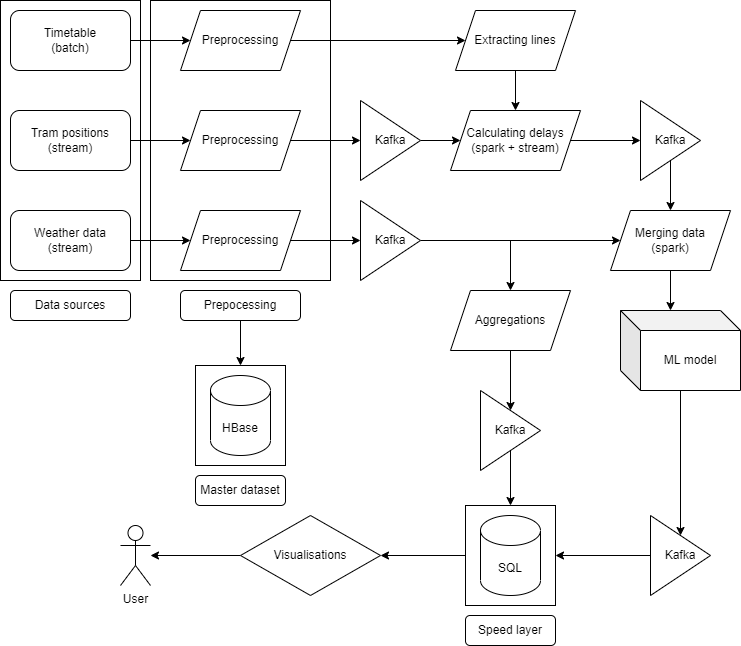 Timetable
(batch)
Preprocessing
Extracting lines
Tram positions
(stream)
Preprocessing
Kafka
Calculating delays
(spark + stream)
Kafka
Weather data
(stream)
Preprocessing
Kafka
Merging data
(spark)
Data sources
Prepocessing
Aggregations
ML model
HBase
Kafka
Master dataset
Visualisations
SQL
Kafka
User
Speed layer